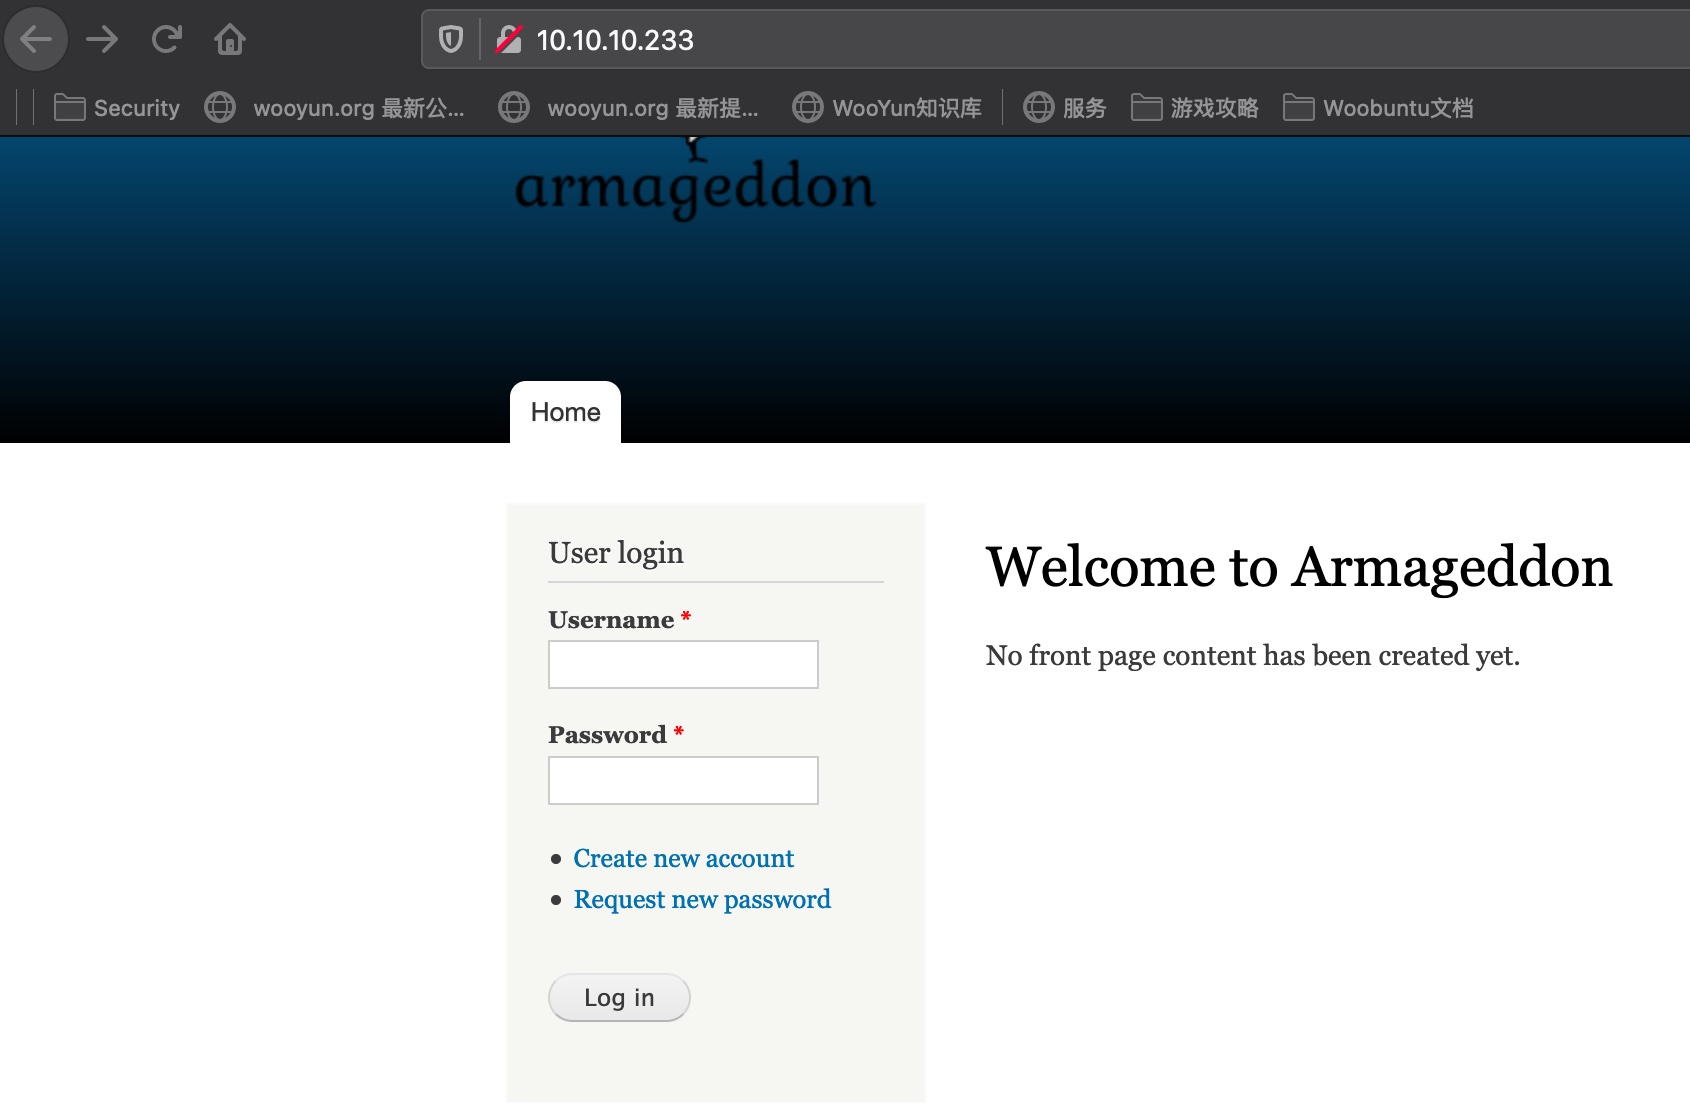 10.10.10.233
Security wooyun.org 最新公... wooyun.org 最新提... WooYun知识库 服务 游戏攻略 Woobuntu文档
armageddon
Home
User login
Welcome to Armageddon
Username *
No front page content has been created yet.
Password *
Create new account
Request new password
Log in